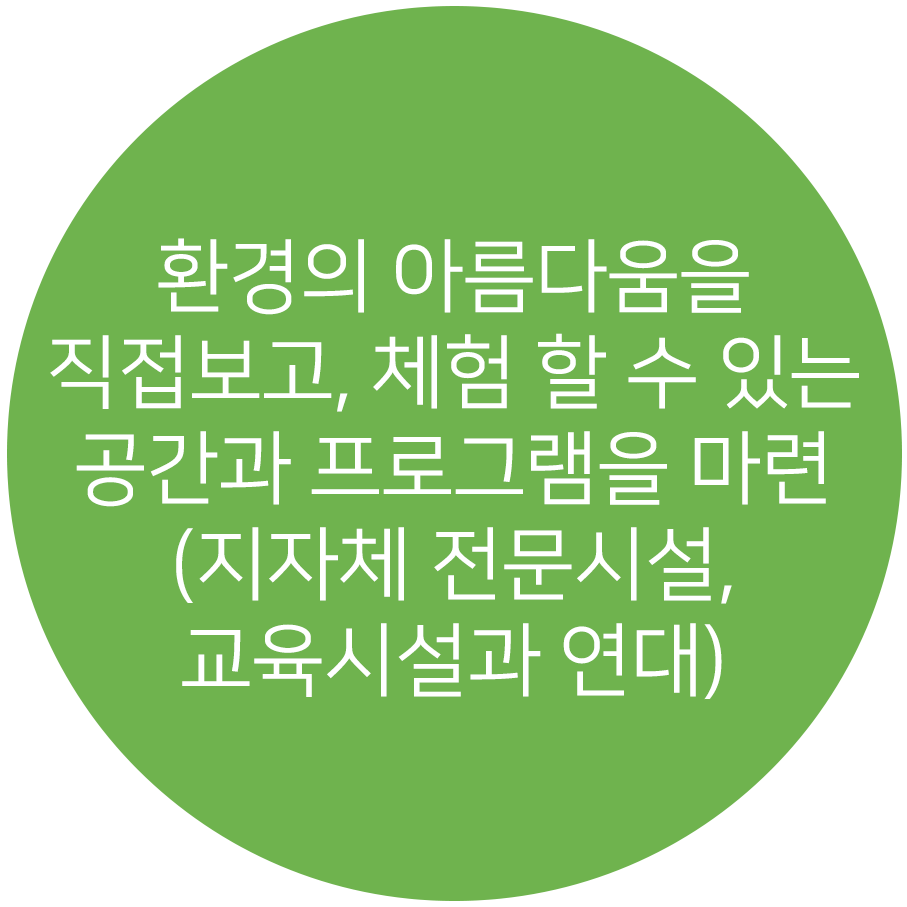 환경의 아름다움을
직접보고, 체험 할 수 있는
공간과 프로그램을 마련
(지자체 전문시설,
교육시설과 연대)